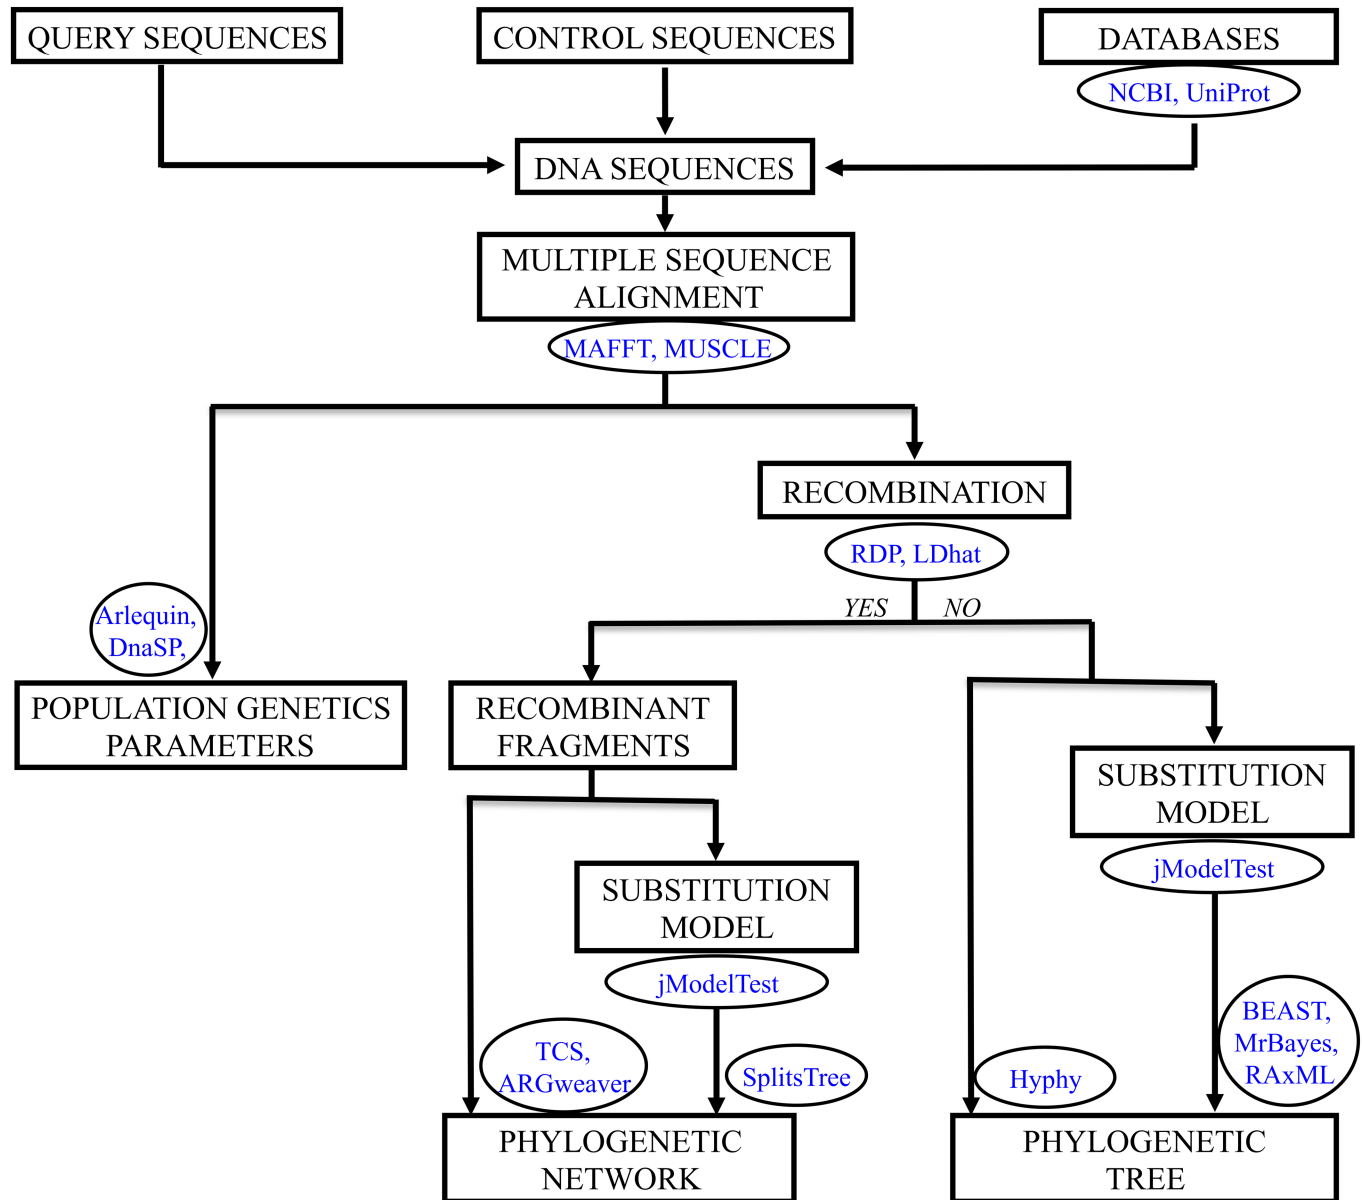 QUERY SEQUENCES
CONTROL SEQUENCES
DATABASES
NCBI, UniProt
DNA SEQUENCES
MULTIPLE SEQUENCE
ALIGNMENT
MAFFT, MUSCLE
RECOMBINATION
RDP, LDhat
YES
NO
Arlequin,
DnaSP,
POPULATION GENETICS
PARAMETERS
RECOMBINANT
FRAGMENTS
SUBSTITUTION
MODEL
jModelTest
SUBSTITUTION
MODEL
jModelTest
TCS,
ARGweaver
SplitsTree
Hyphy
BEAST,
MrBayes,
RAxML
PHYLOGENETIC
NETWORK
PHYLOGENETIC
TREE